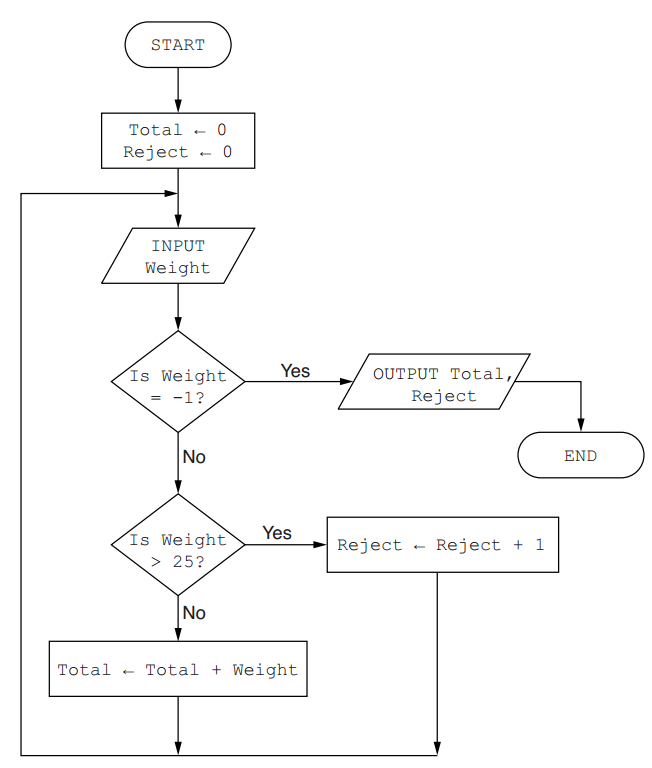 START
Total ← 0
Reject ← 0
INPUT
Weight
Is Weight
= -1?
Yes
OUTPUT Total,
Reject
END
No
Is Weight
> 25?
Yes
Reject ← Reject + 1
No
Total ← Total + Weight